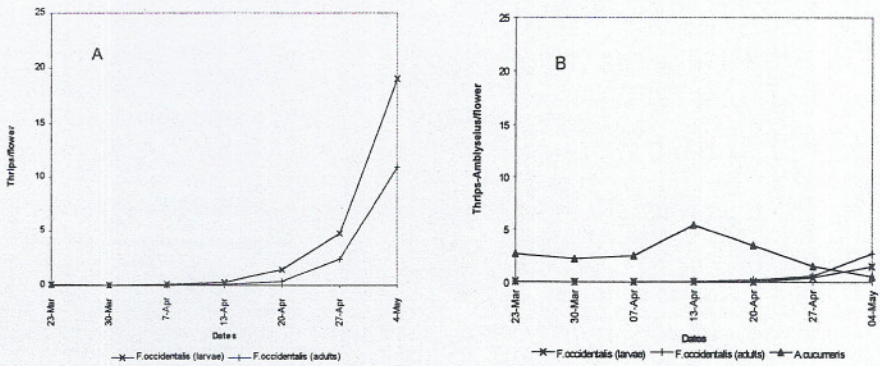 A
Thrips/flower
25
20
15
10
5
0
23-Mar
30-Mar
7-Apr
13-Apr
20-Apr
27-Apr
4-May
Dates
F.occidentalis (larvae)
F.occidentalis (adults)
B
Thrips-Amblyselus/flower
25
20
15
10
5
0
23-Mar
30-Mar
07-Apr
13-Apr
20-Apr
27-Apr
04-May
Dates
F.occidentalis (larvae)
F.occidentalis (adults)
A.cucumeris